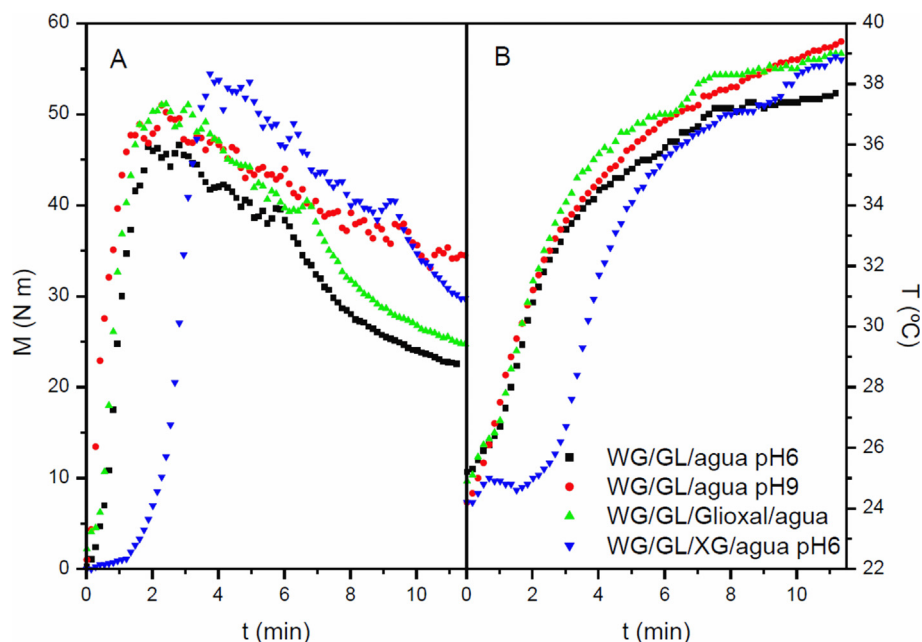 A
B
M (N m)
60
50
40
30
20
10
0
0 2 4 6 8 10
t (min)
T (ºC)
40
38
36
34
32
30
28
26
24
22
0 2 4 6 8 10
t (min)
WG/GL/agua pH6
WG/GL/agua pH9
WG/GL/Glioxal/agua
WG/GL/XG/agua pH6